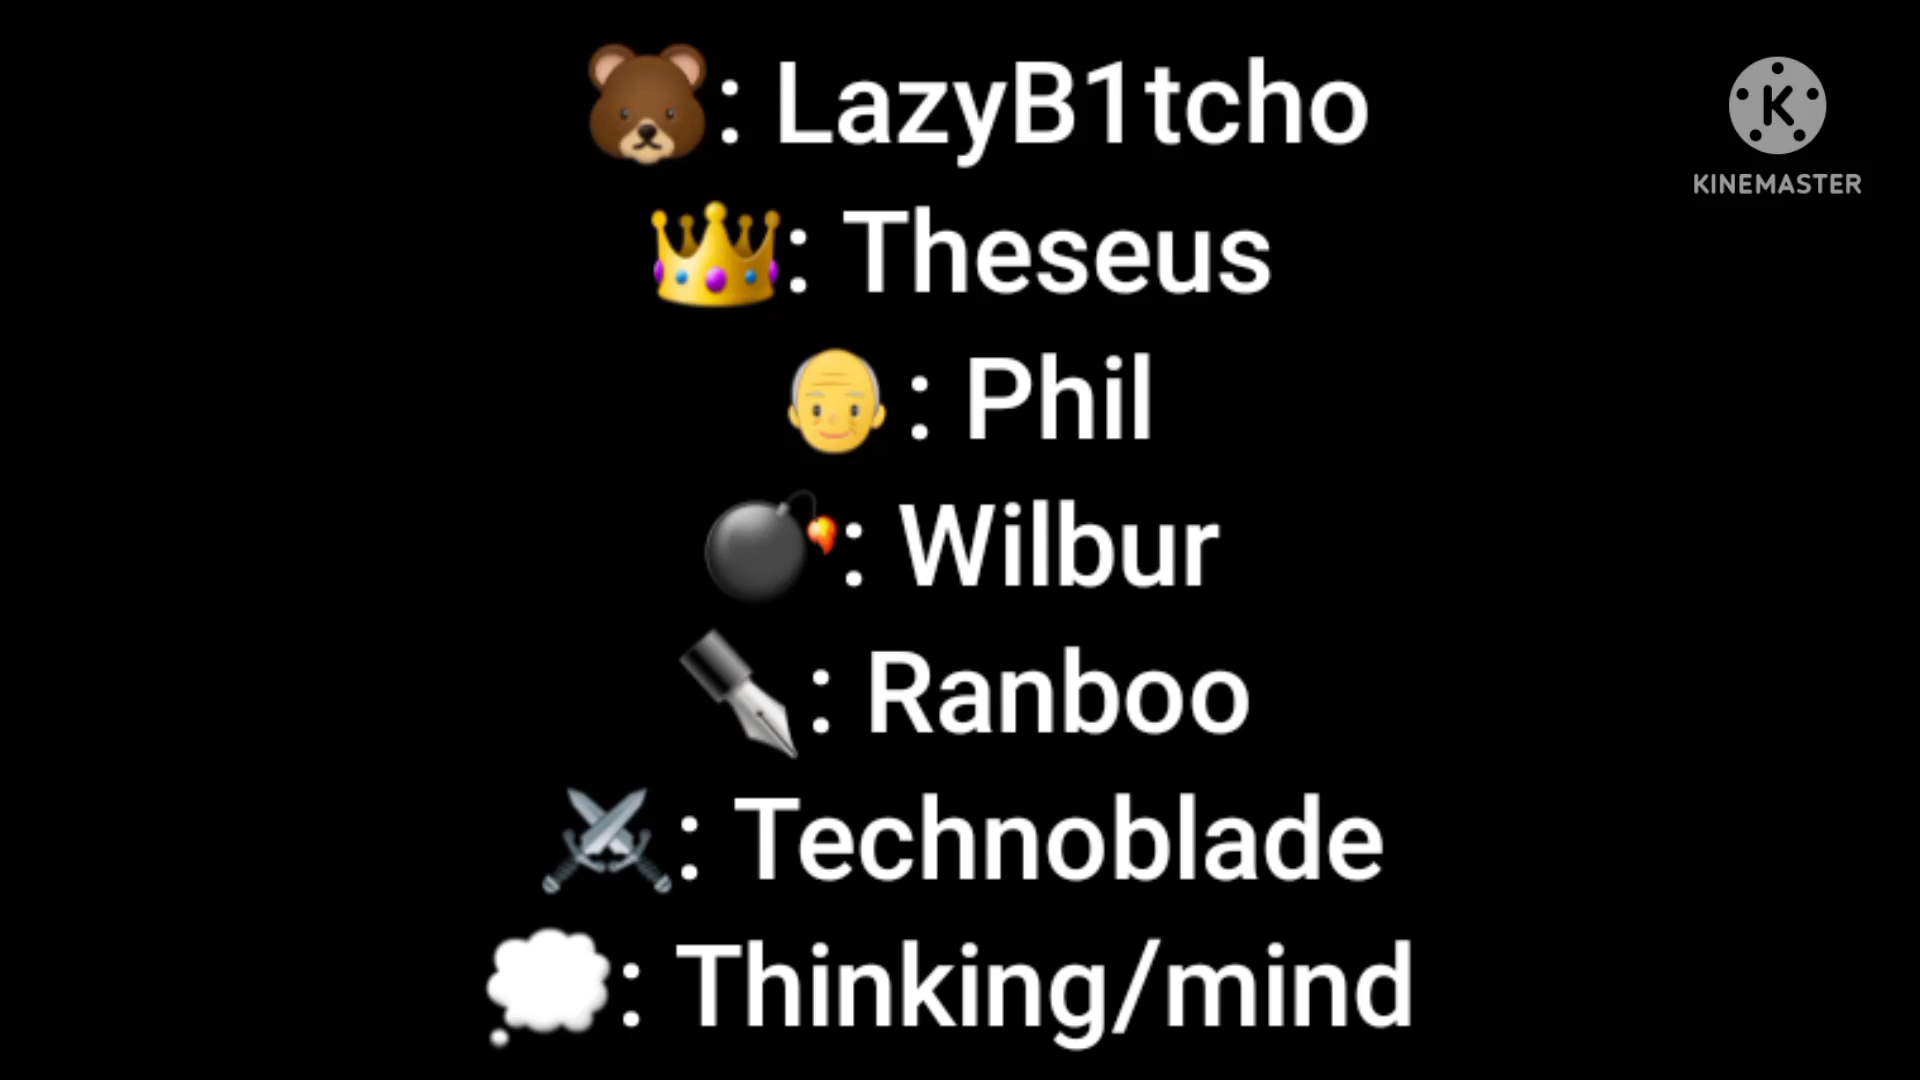 🐻: LazyB1tcho
👑: Theseus
👴: Phil
💣: Wilbur
✒️: Ranboo
⚔️: Technoblade
💭: Thinking/mind
K
KINEMASTER